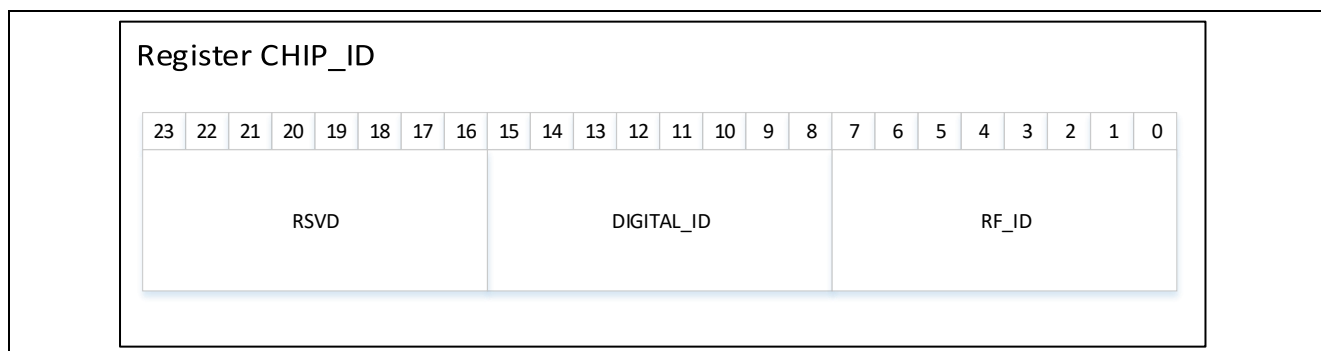 Register CHIP_ID
23 22 21 20 19 18 17 16 15 14 13 12 11 10 9 8 7 6 5 4 3 2 1 0
RSVD DIGITAL_ID RF_ID